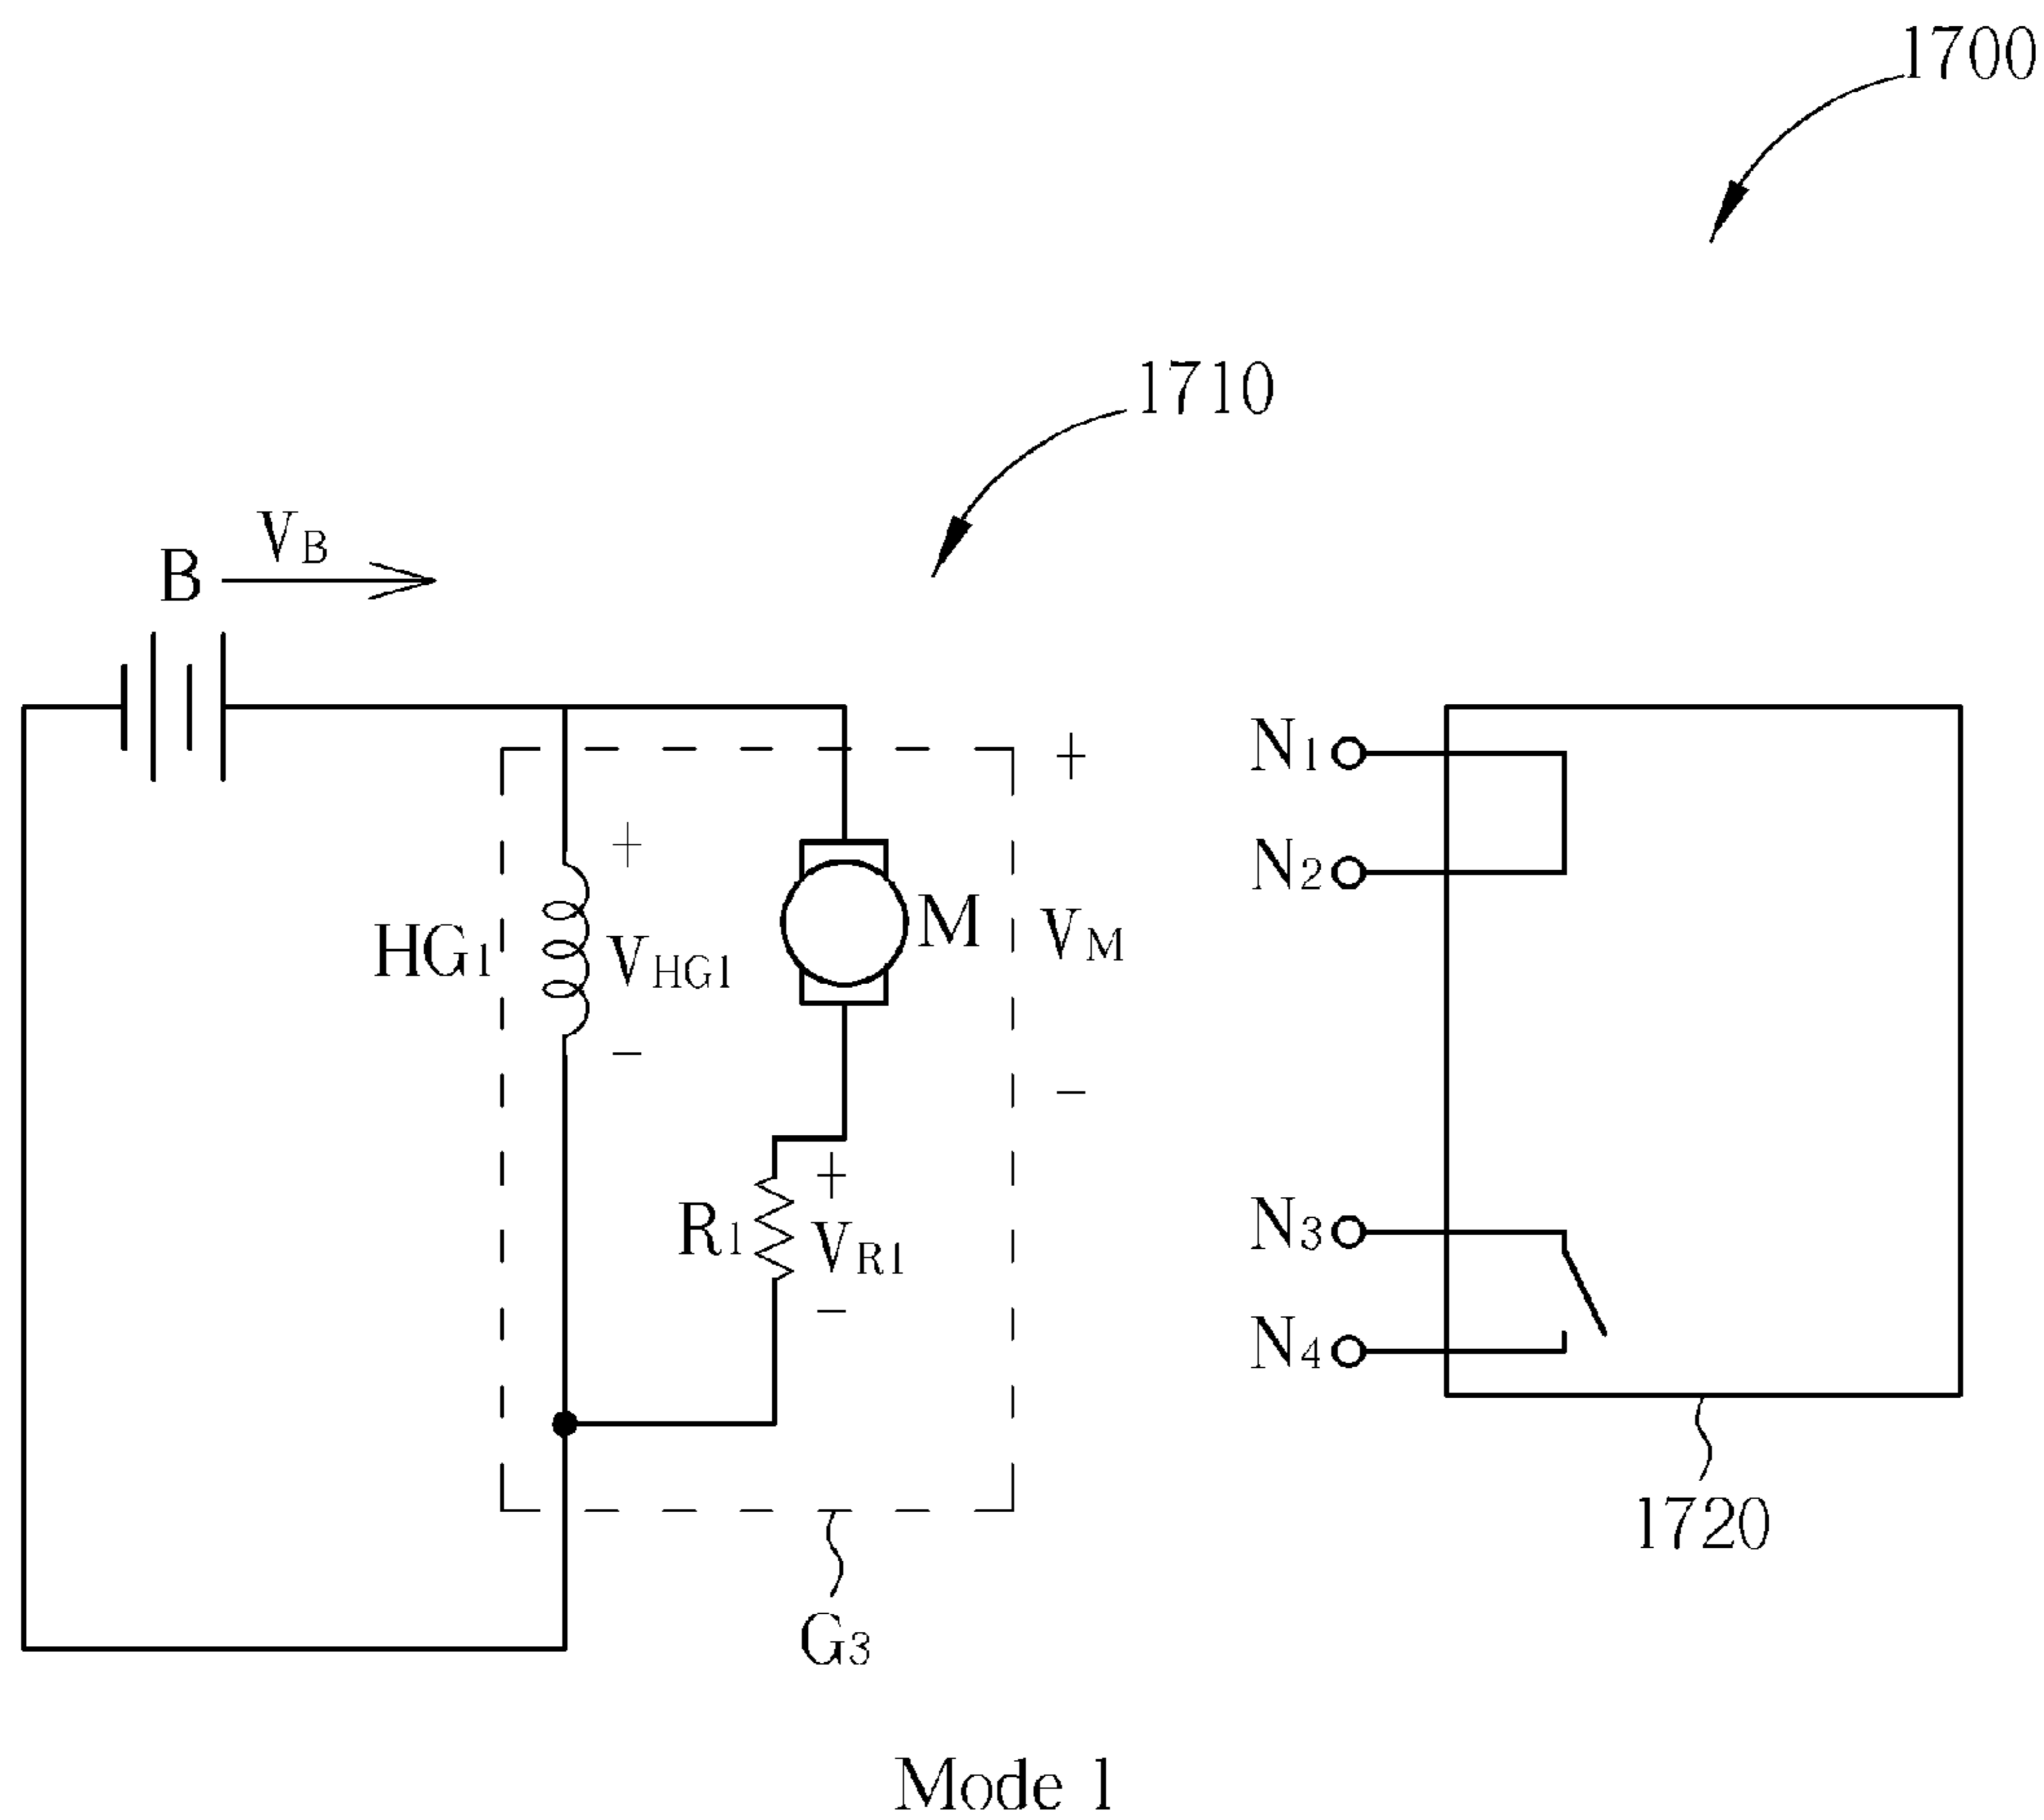 1700
1710
VB
B
+
N1
+
N2
HG1
VHG1
M
VM
−
−
+
R1
VR1
N3
−
N4
1720
G3
Mode 1